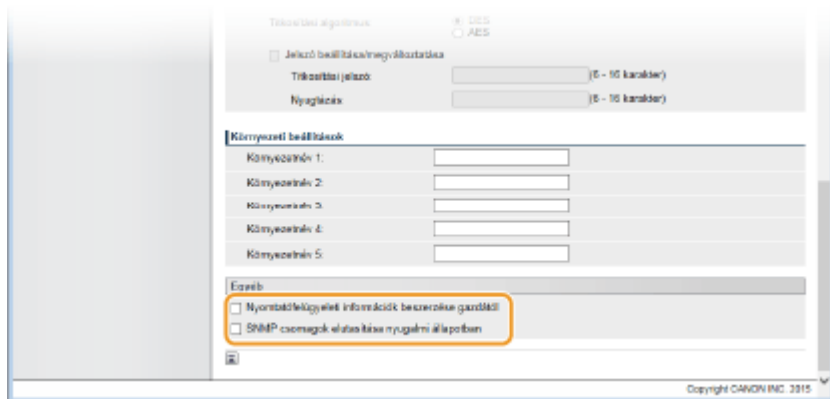 Titkosítási algoritmus:
DES
AES
Jelszó beállítása/megváltoztatása
Titkosítási jelszó:
(6 - 16 karakter)
Nyugtázás:
(6 - 16 karakter)
Környezeti beállítások
Környezetnév 1:
Környezetnév 2:
Környezetnév 3:
Környezetnév 4:
Környezetnév 5:
Egyéb
Nyomtatófelügyeleti információk beszerzése gazdától
SNMP csomagok elutasítása nyugalmi állapotban
Copyright CANON INC. 2015